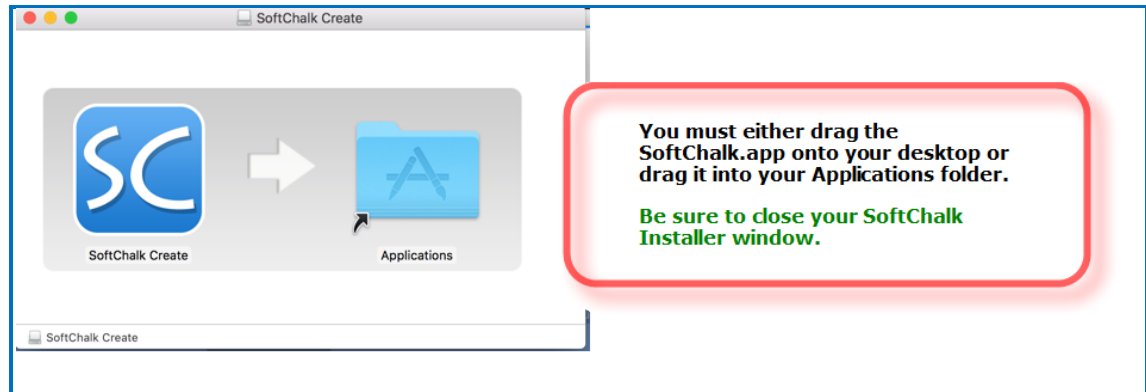 SoftChalk Create
SC
SoftChalk Create
Applications
You must either drag the
SoftChalk.app onto your desktop or
drag it into your Applications folder.
Be sure to close your SoftChalk
Installer window.
SoftChalk Create